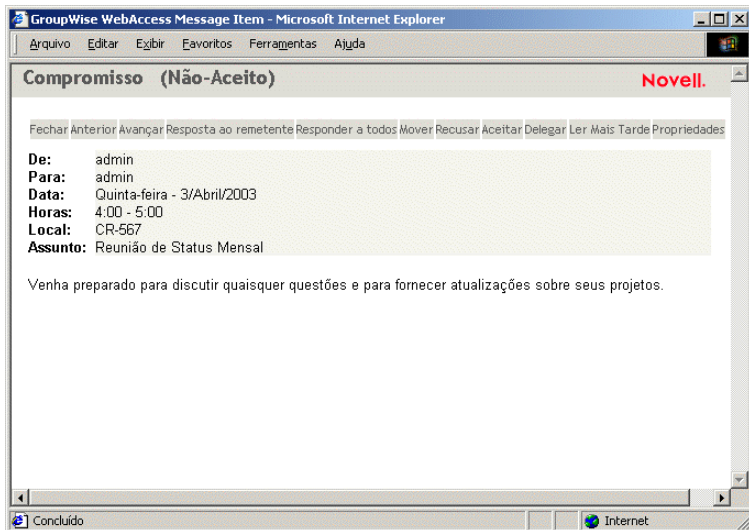 GroupWise WebAccess Message Item - Microsoft Internet Explorer
Arquivo Editar Exibir Favoritos Ferramentas Ajuda
Compromisso (Não-Aceito)
Novell.
Fechar Anterior Avançar Resposta ao remetente Responder a todos Mover Recusar Aceitar Delegar Ler Mais Tarde Propriedades
De: admin
Para: admin
Data: Quinta-feira - 3/Abril/2003
Horas: 4:00 - 5:00
Local: CR-567
Assunto: Reunião de Status Mensal
Venha preparado para discutir quaisquer questões e para fornecer atualizações sobre seus projetos.
Concluído Internet